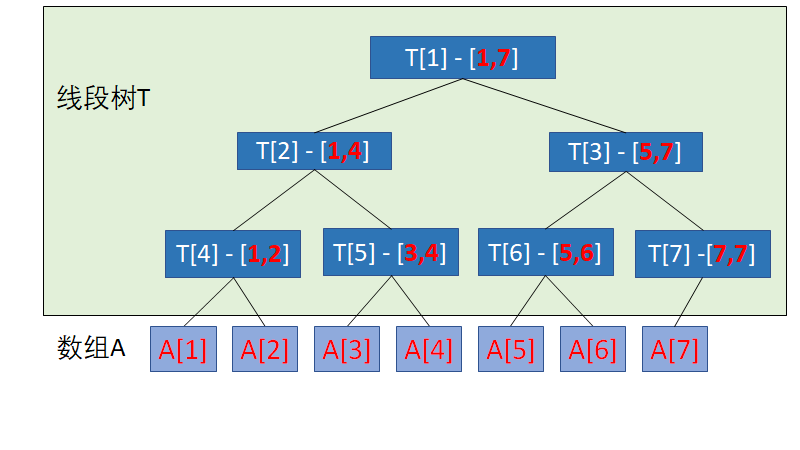 T[1] - [1,7]
线段树T
T[2] - [1,4]
T[3] - [5,7]
T[4] - [1,2]
T[5] - [3,4]
T[6] - [5,6]
T[7] -[7,7]
数组A
A[1]
A[2]
A[3]
A[4]
A[5]
A[6]
A[7]